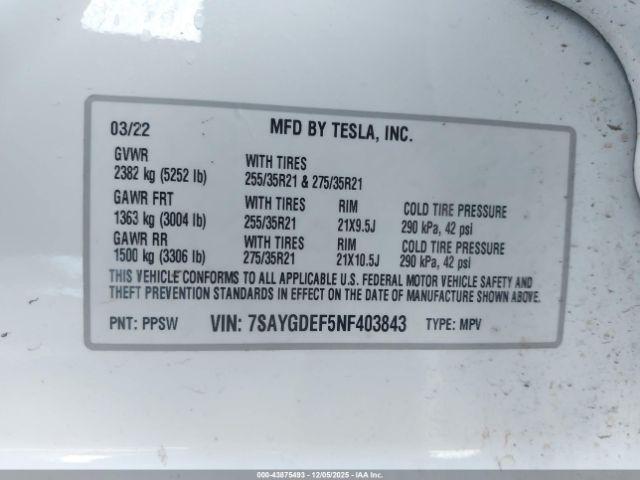 03/22 MFD BY TESLA, INC.
GVWR WITH TIRES
2382 kg (5252 lb) 255/35R21 & 275/35R21
GAWR FRT WITH TIRES RIM COLD TIRE PRESSURE
1363 kg (3004 lb) 255/35R21 21X9.5J 290 kPa, 42 psi
GAWR RR WITH TIRES RIM COLD TIRE PRESSURE
1500 kg (3306 lb) 275/35R21 21X10.5J 290 kPa, 42 psi
THIS VEHICLE CONFORMS TO ALL APPLICABLE U.S. FEDERAL MOTOR VEHICLE SAFETY AND
THEFT PREVENTION STANDARDS IN EFFECT ON THE DATE OF MANUFACTURE SHOWN ABOVE.
PNT: PPSW VIN: 7SAYGDEF5NF403843 TYPE: MPV
000-43875493 - 12/05/2025 - IAAI.COM